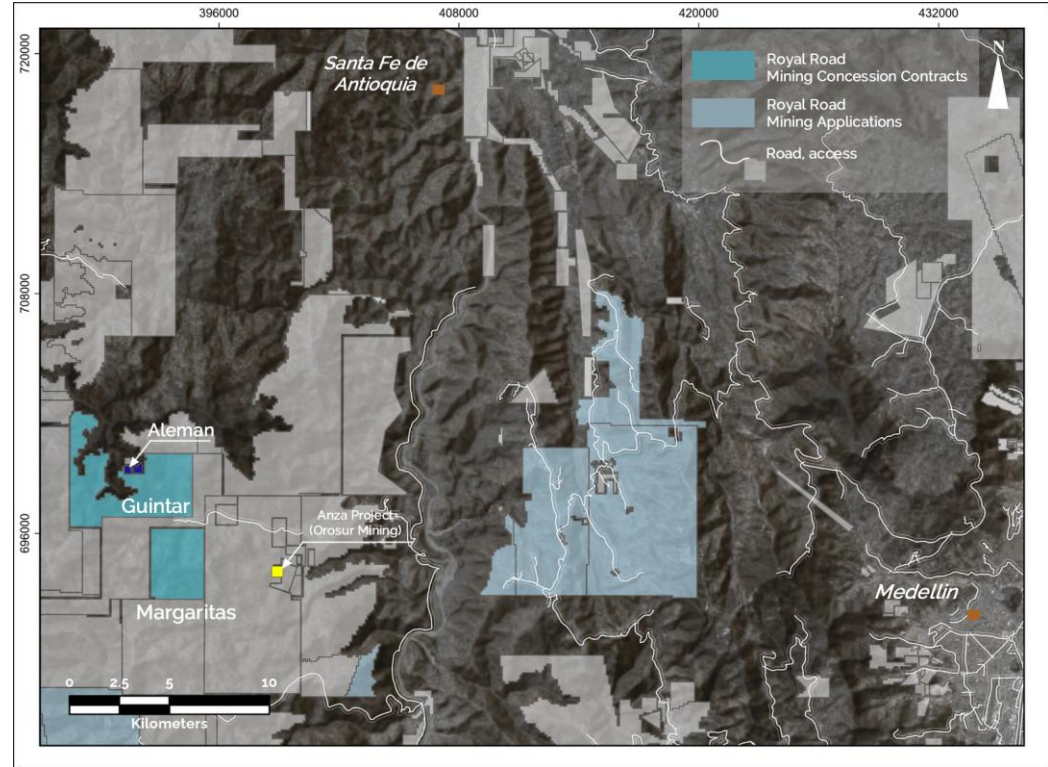 396000
408000
420000
432000
720000
708000
696000
Santa Fe de
Antioquia
Royal Road
Mining Concession Contracts
Royal Road
Mining Applications
Road, access
N
Aleman
Guintar
Anza Project
(Orosur Mining)
Margaritas
Medellin
0 2.5 5 10
Kilometers